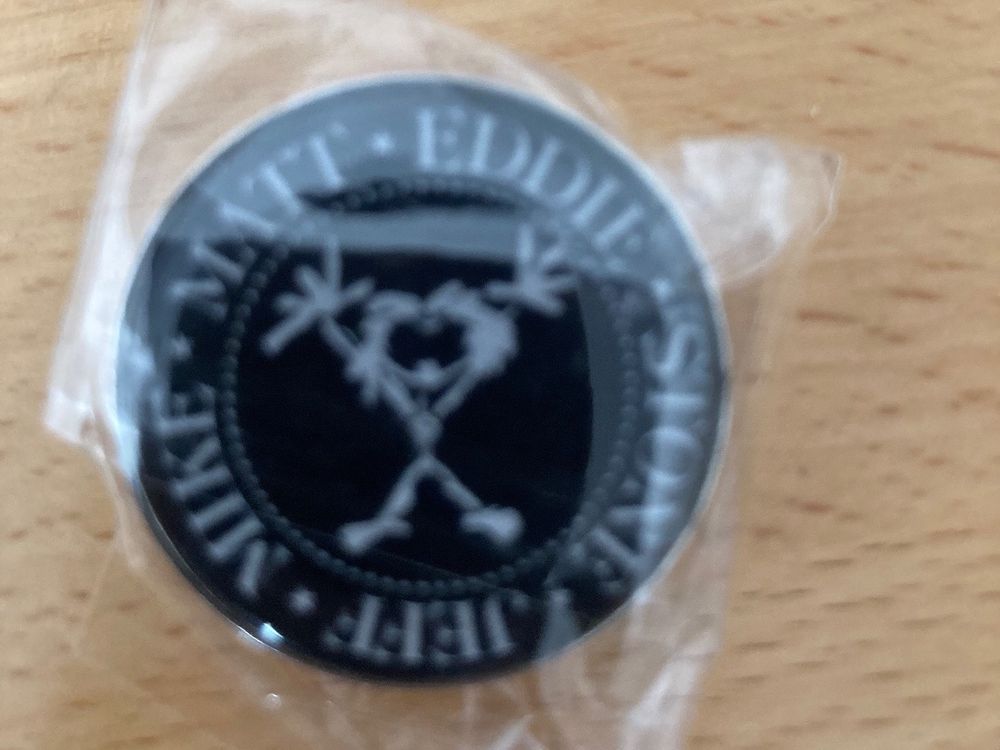 EDDIE • STONE • JEFF • MIKE • MATT •